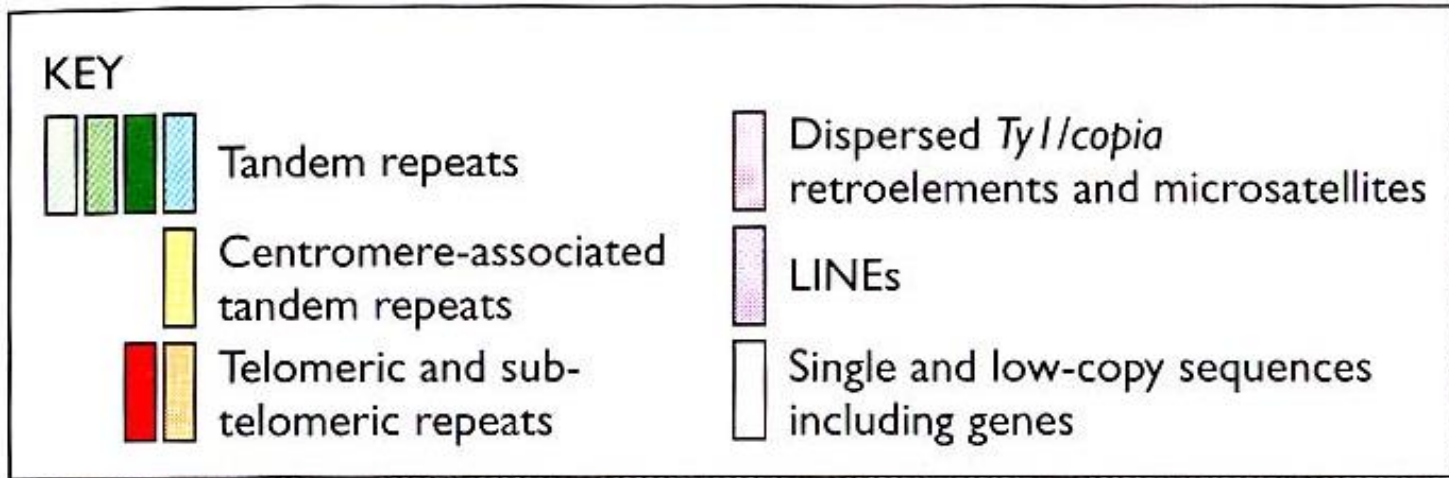 KEY
Tandem repeats
Centromere-associated
tandem repeats
Telomeric and sub-
telomeric repeats
Dispersed Ty1/copia
retroelements and microsatellites
LINEs
Single and low-copy sequences
including genes